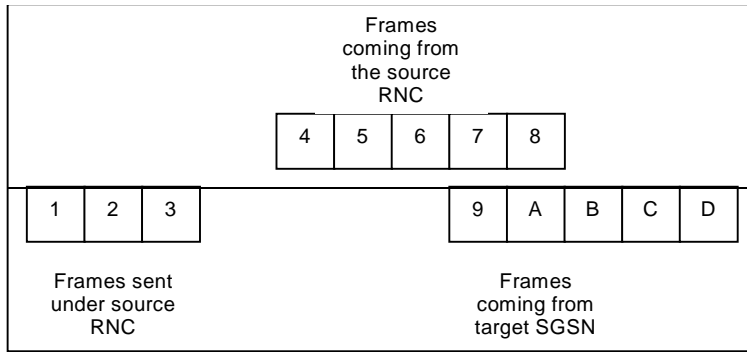 Frames
coming from
the source
RNC
4 5 6 7 8
1 2 3 9 A B C D
Frames sent
under source
RNC
Frames
coming from
target SGSN